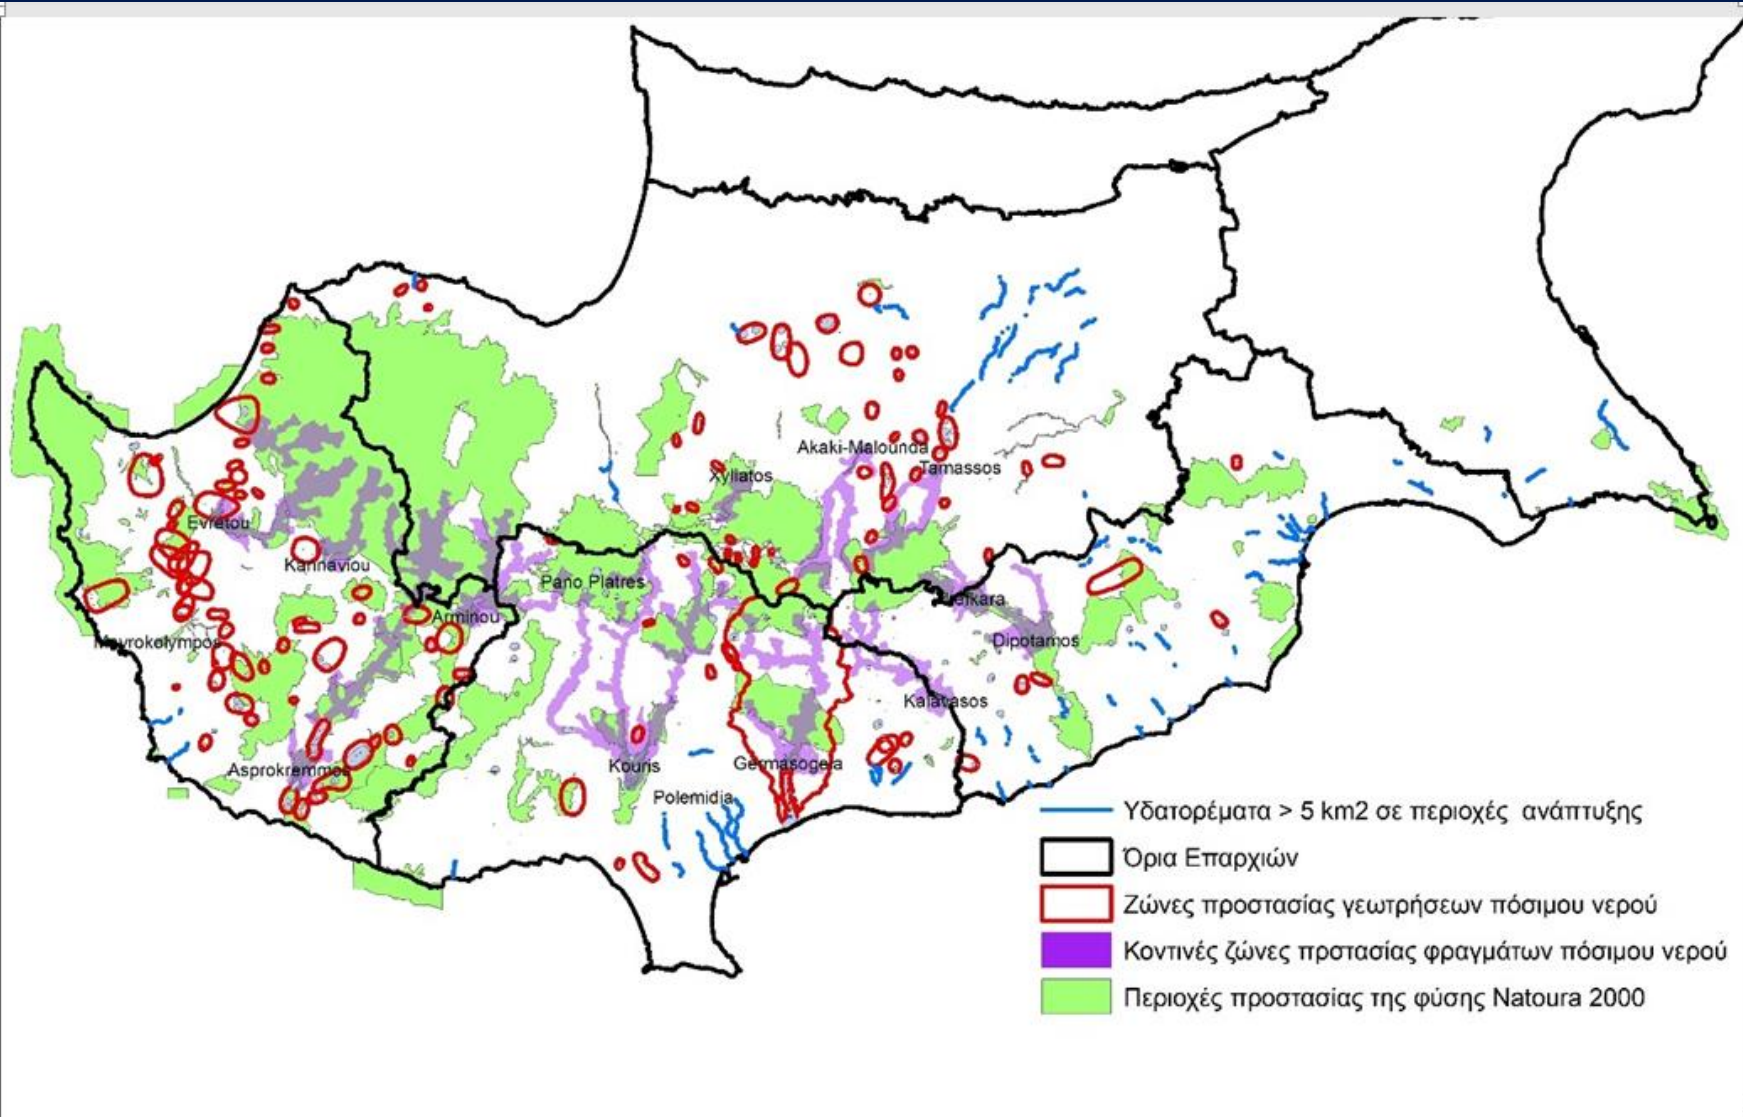 Akaki-Malounda
Tamassos
Xyliatos
Evretou
Kannaviou
Pano Platres
Lefkara
Arminou
Mavrokolympos
Dipotamos
Kalavasos
Asprokremmos
Kouris
Germasogeia
Polemidia
Υδατορέματα > 5 km2 σε περιοχές ανάπτυξης
Όρια Επαρχιών
Ζώνες προστασίας γεωτρήσεων πόσιμου νερού
Κοντινές ζώνες πρστασίας φραγμάτων πόσιμου νερού
Περιοχές προστασίας της φύσης Natoura 2000